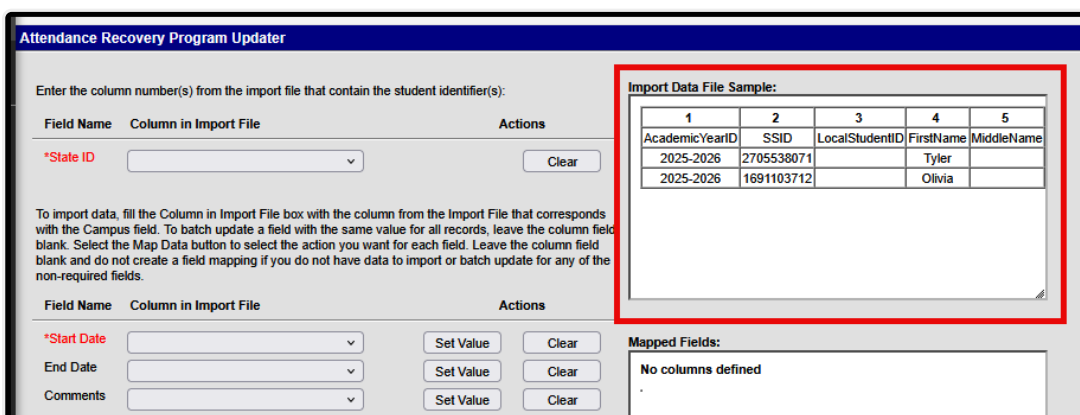 Attendance Recovery Program Updater
Enter the column number(s) from the import file that contain the student identifier(s):
Field Name Column in Import File Actions
*State ID Clear
To import data, fill the Column in Import File box with the column from the Import File that corresponds
with the Campus field. To batch update a field with the same value for all records, leave the column field
blank. Select the Map Data button to select the action you want for each field. Leave the column field
blank and do not create a field mapping if you do not have data to import or batch update for any of the
non-required fields.
Field Name Column in Import File Actions
*Start Date Set Value Clear
End Date Set Value Clear
Comments Set Value Clear
Import Data File Sample:
1 2 3 4 5
AcademicYearID SSID LocalStudentID FirstName MiddleName
2025-2026 2705538071 Tyler
2025-2026 1691103712 Olivia
Mapped Fields:
No columns defined
.